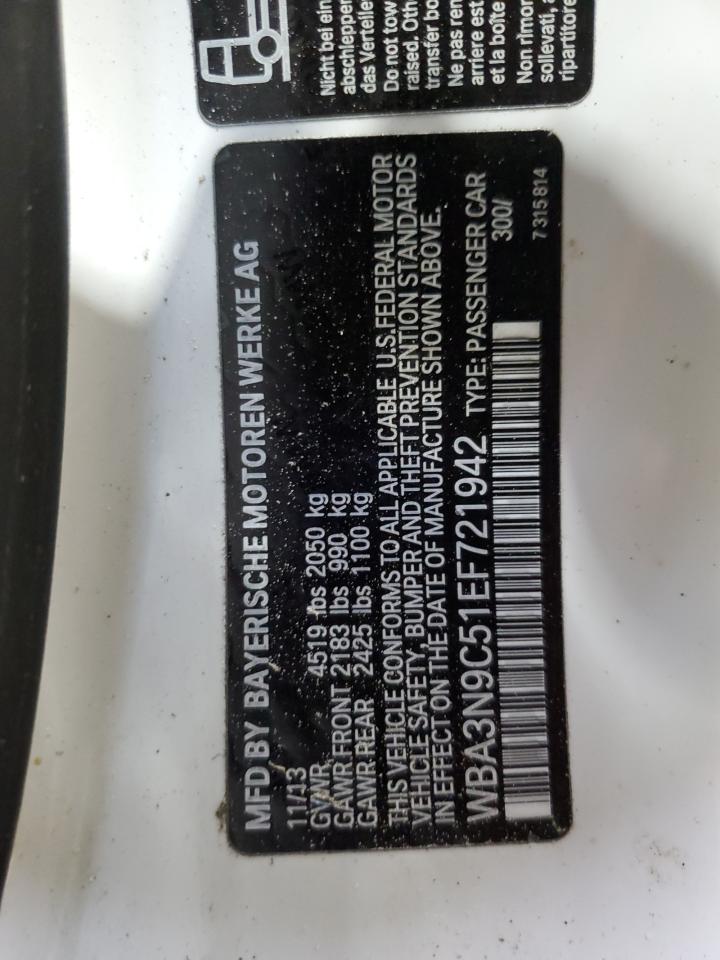 Nicht bei ein
abschleppen
das Verteiler
Do not tow
raised. Oth
transfer bo
Ne pas ren
arriere est
et la boîte
Non rimor
sollevati, a
ripartitore
MFD BY BAYERISCHE MOTOREN WERKE AG
11/13
GVWR 4519 lbs 2050 kg
GAWR FRONT 2183 lbs 990 kg
GAWR REAR 2425 lbs 1100 kg
THIS VEHICLE CONFORMS TO ALL APPLICABLE U.S. FEDERAL MOTOR
VEHICLE SAFETY, BUMPER AND THEFT PREVENTION STANDARDS
IN EFFECT ON THE DATE OF MANUFACTURE SHOWN ABOVE.
WBA3N9C51EF721942 TYPE: PASSENGER CAR
300/
7 315 814